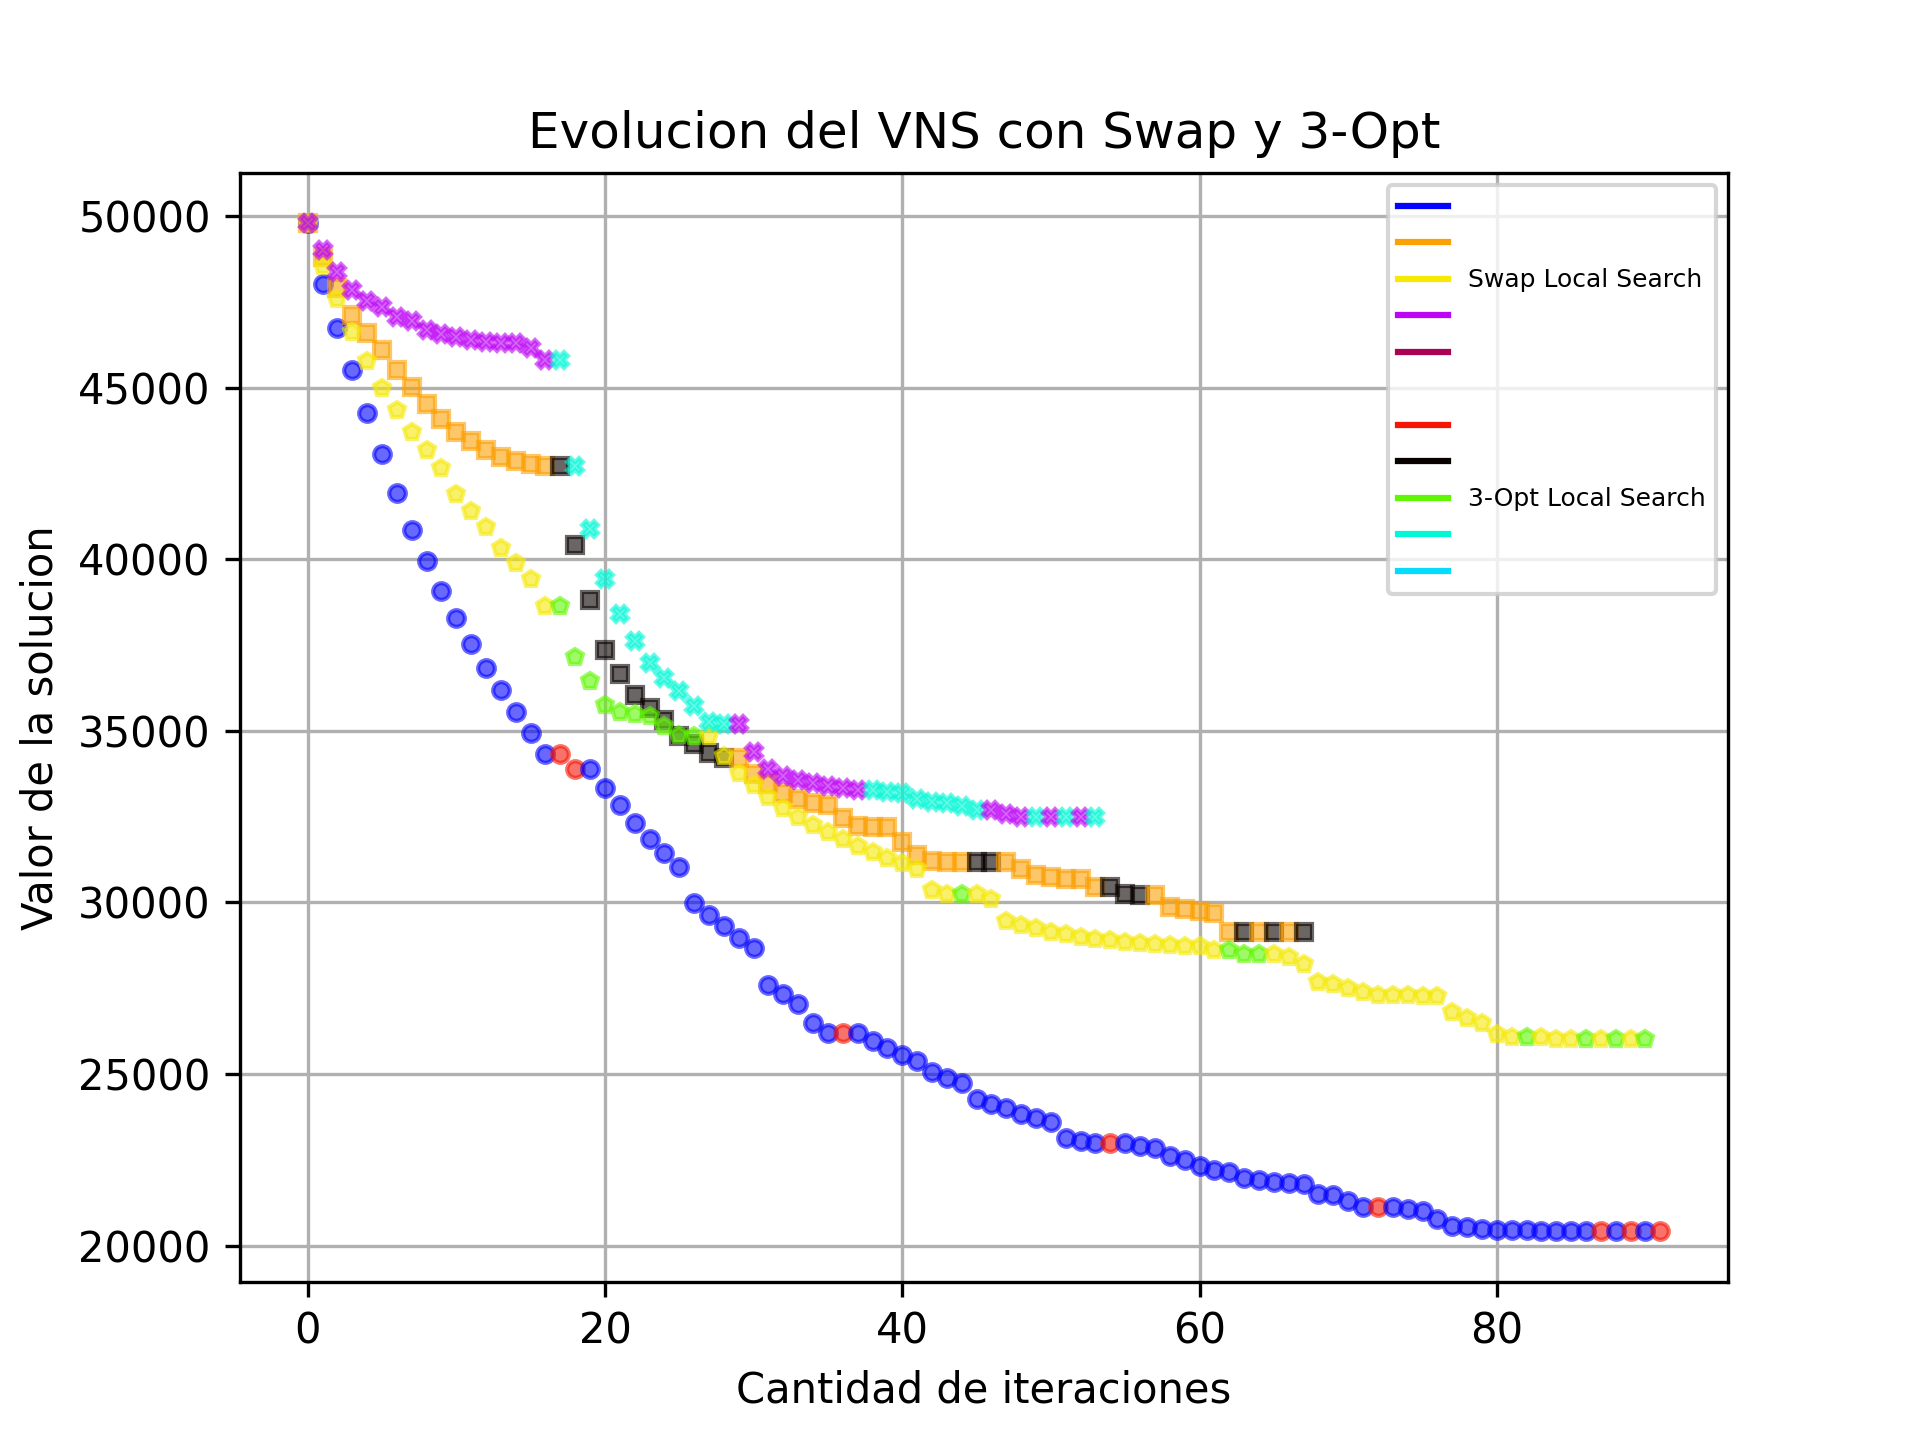 Evolucion del VNS con Swap y 3-Opt
50000
45000
40000
35000
30000
25000
20000
Valor de la solucion
Swap Local Search
3-Opt Local Search
0 20 40 60 80
Cantidad de iteraciones